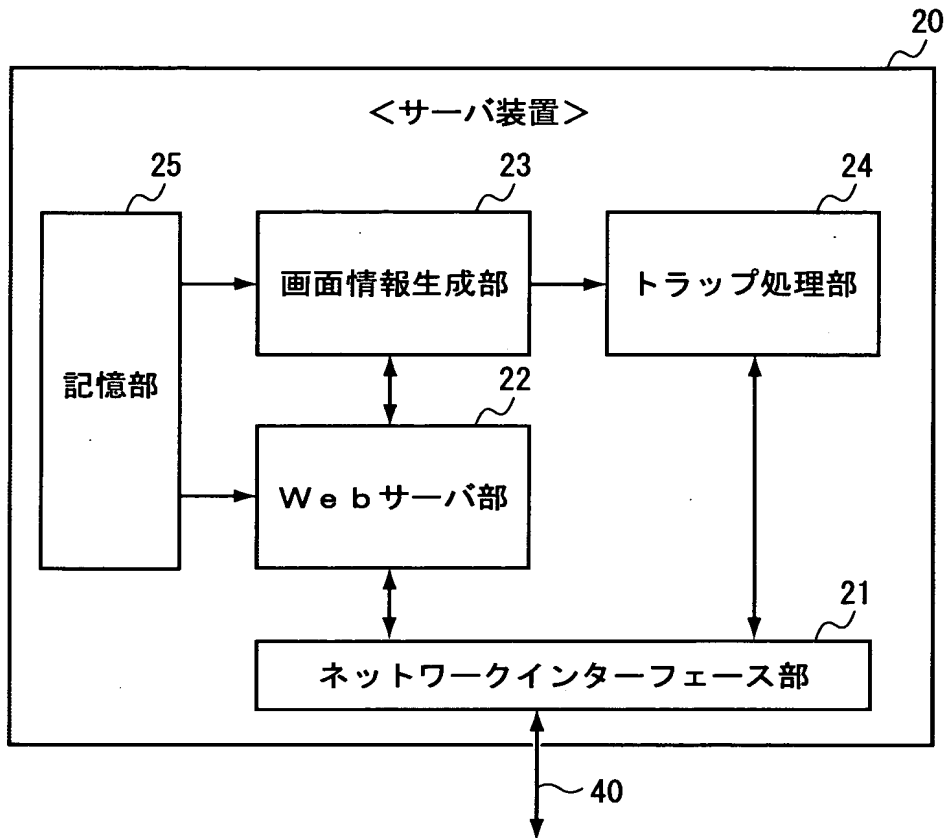 20
＜サーバ装置＞
25
23
24
画面情報生成部
トラップ処理部
記憶部
22
Ｗｅｂサーバ部
21
ネットワークインターフェース部
40